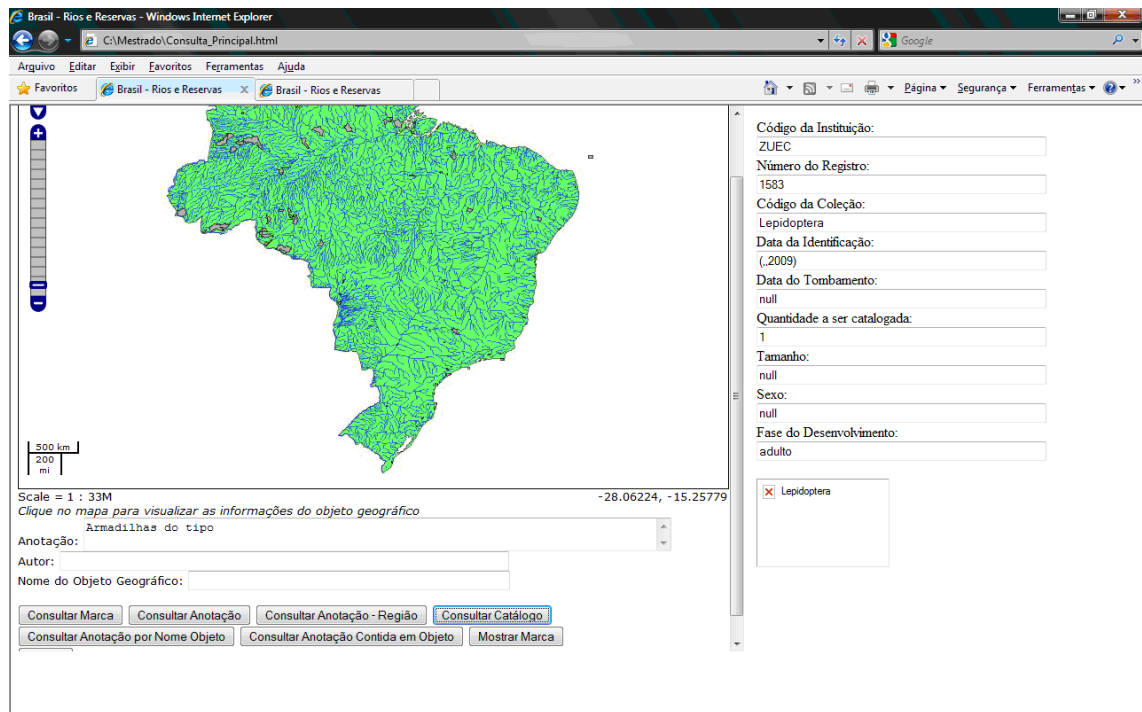 Brasil - Rios e Reservas - Windows Internet Explorer
C:\Mestrado\Consulta_Principal.html
Google
Arquivo Editar Exibir Favoritos Ferramentas Ajuda
Favoritos
Brasil - Rios e Reservas x
Brasil - Rios e Reservas
Página Segurança Ferramentas
500 km
200
mi
Scale = 1 : 33M
-28.06224, -15.25779
Clique no mapa para visualizar as informações do objeto geográfico
Anotação: Armadilhas do tipo
Autor:
Nome do Objeto Geográfico:
Consultar Marca Consultar Anotação Consultar Anotação - Região Consultar Catálogo
Consultar Anotação por Nome Objeto Consultar Anotação Contida em Objeto Mostrar Marca
Código da Instituição:
ZUEC
Número do Registro:
1583
Código da Coleção:
Lepidoptera
Data da Identificação:
(,,2009)
Data do Tombamento:
null
Quantidade a ser catalogada:
1
Tamanho:
null
Sexo:
null
Fase do Desenvolvimento:
adulto
Lepidoptera